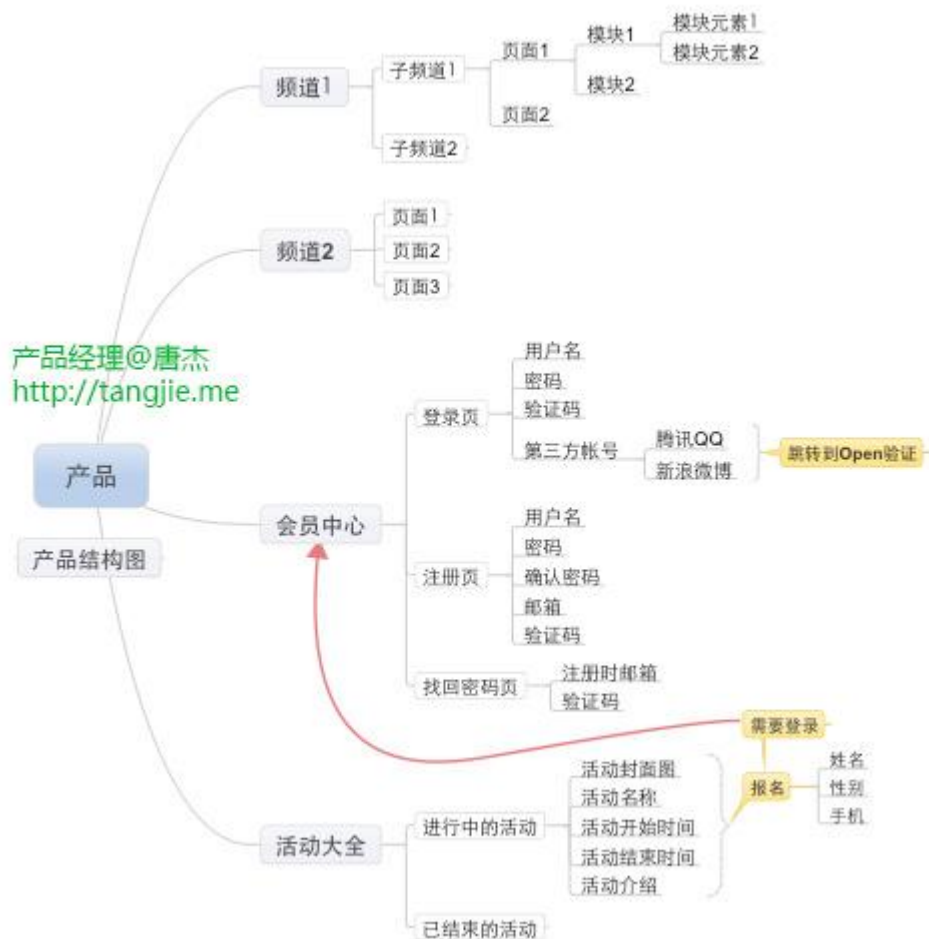 频道1
子频道1
页面1
模块1
模块元素1
模块元素2
模块2
页面2
子频道2
频道2
页面1
页面2
页面3
产品经理@唐杰
http://tangjie.me
产品
产品结构图
会员中心
登录页
用户名
密码
验证码
第三方帐号
腾讯QQ
新浪微博
跳转到Open验证
注册页
用户名
密码
确认密码
邮箱
验证码
找回密码页
注册时邮箱
验证码
活动大全
进行中的活动
活动封面图
活动名称
活动开始时间
活动结束时间
活动介绍
需要登录
报名
姓名
性别
手机
已结束的活动